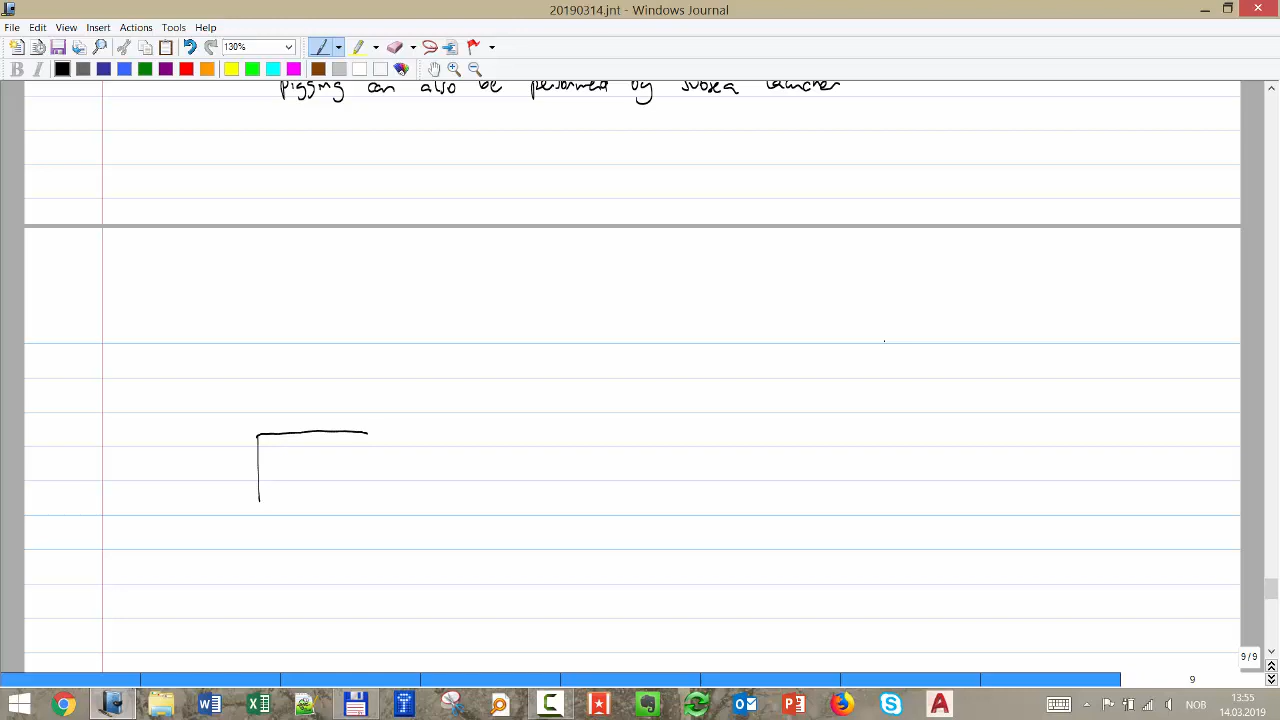 20190314.jnt - Windows Journal
File Edit View Insert Actions Tools Help
130%
B I
pigging can also be performed by subsea launcher
9 / 9
9
NOB
13:55
14.03.2019